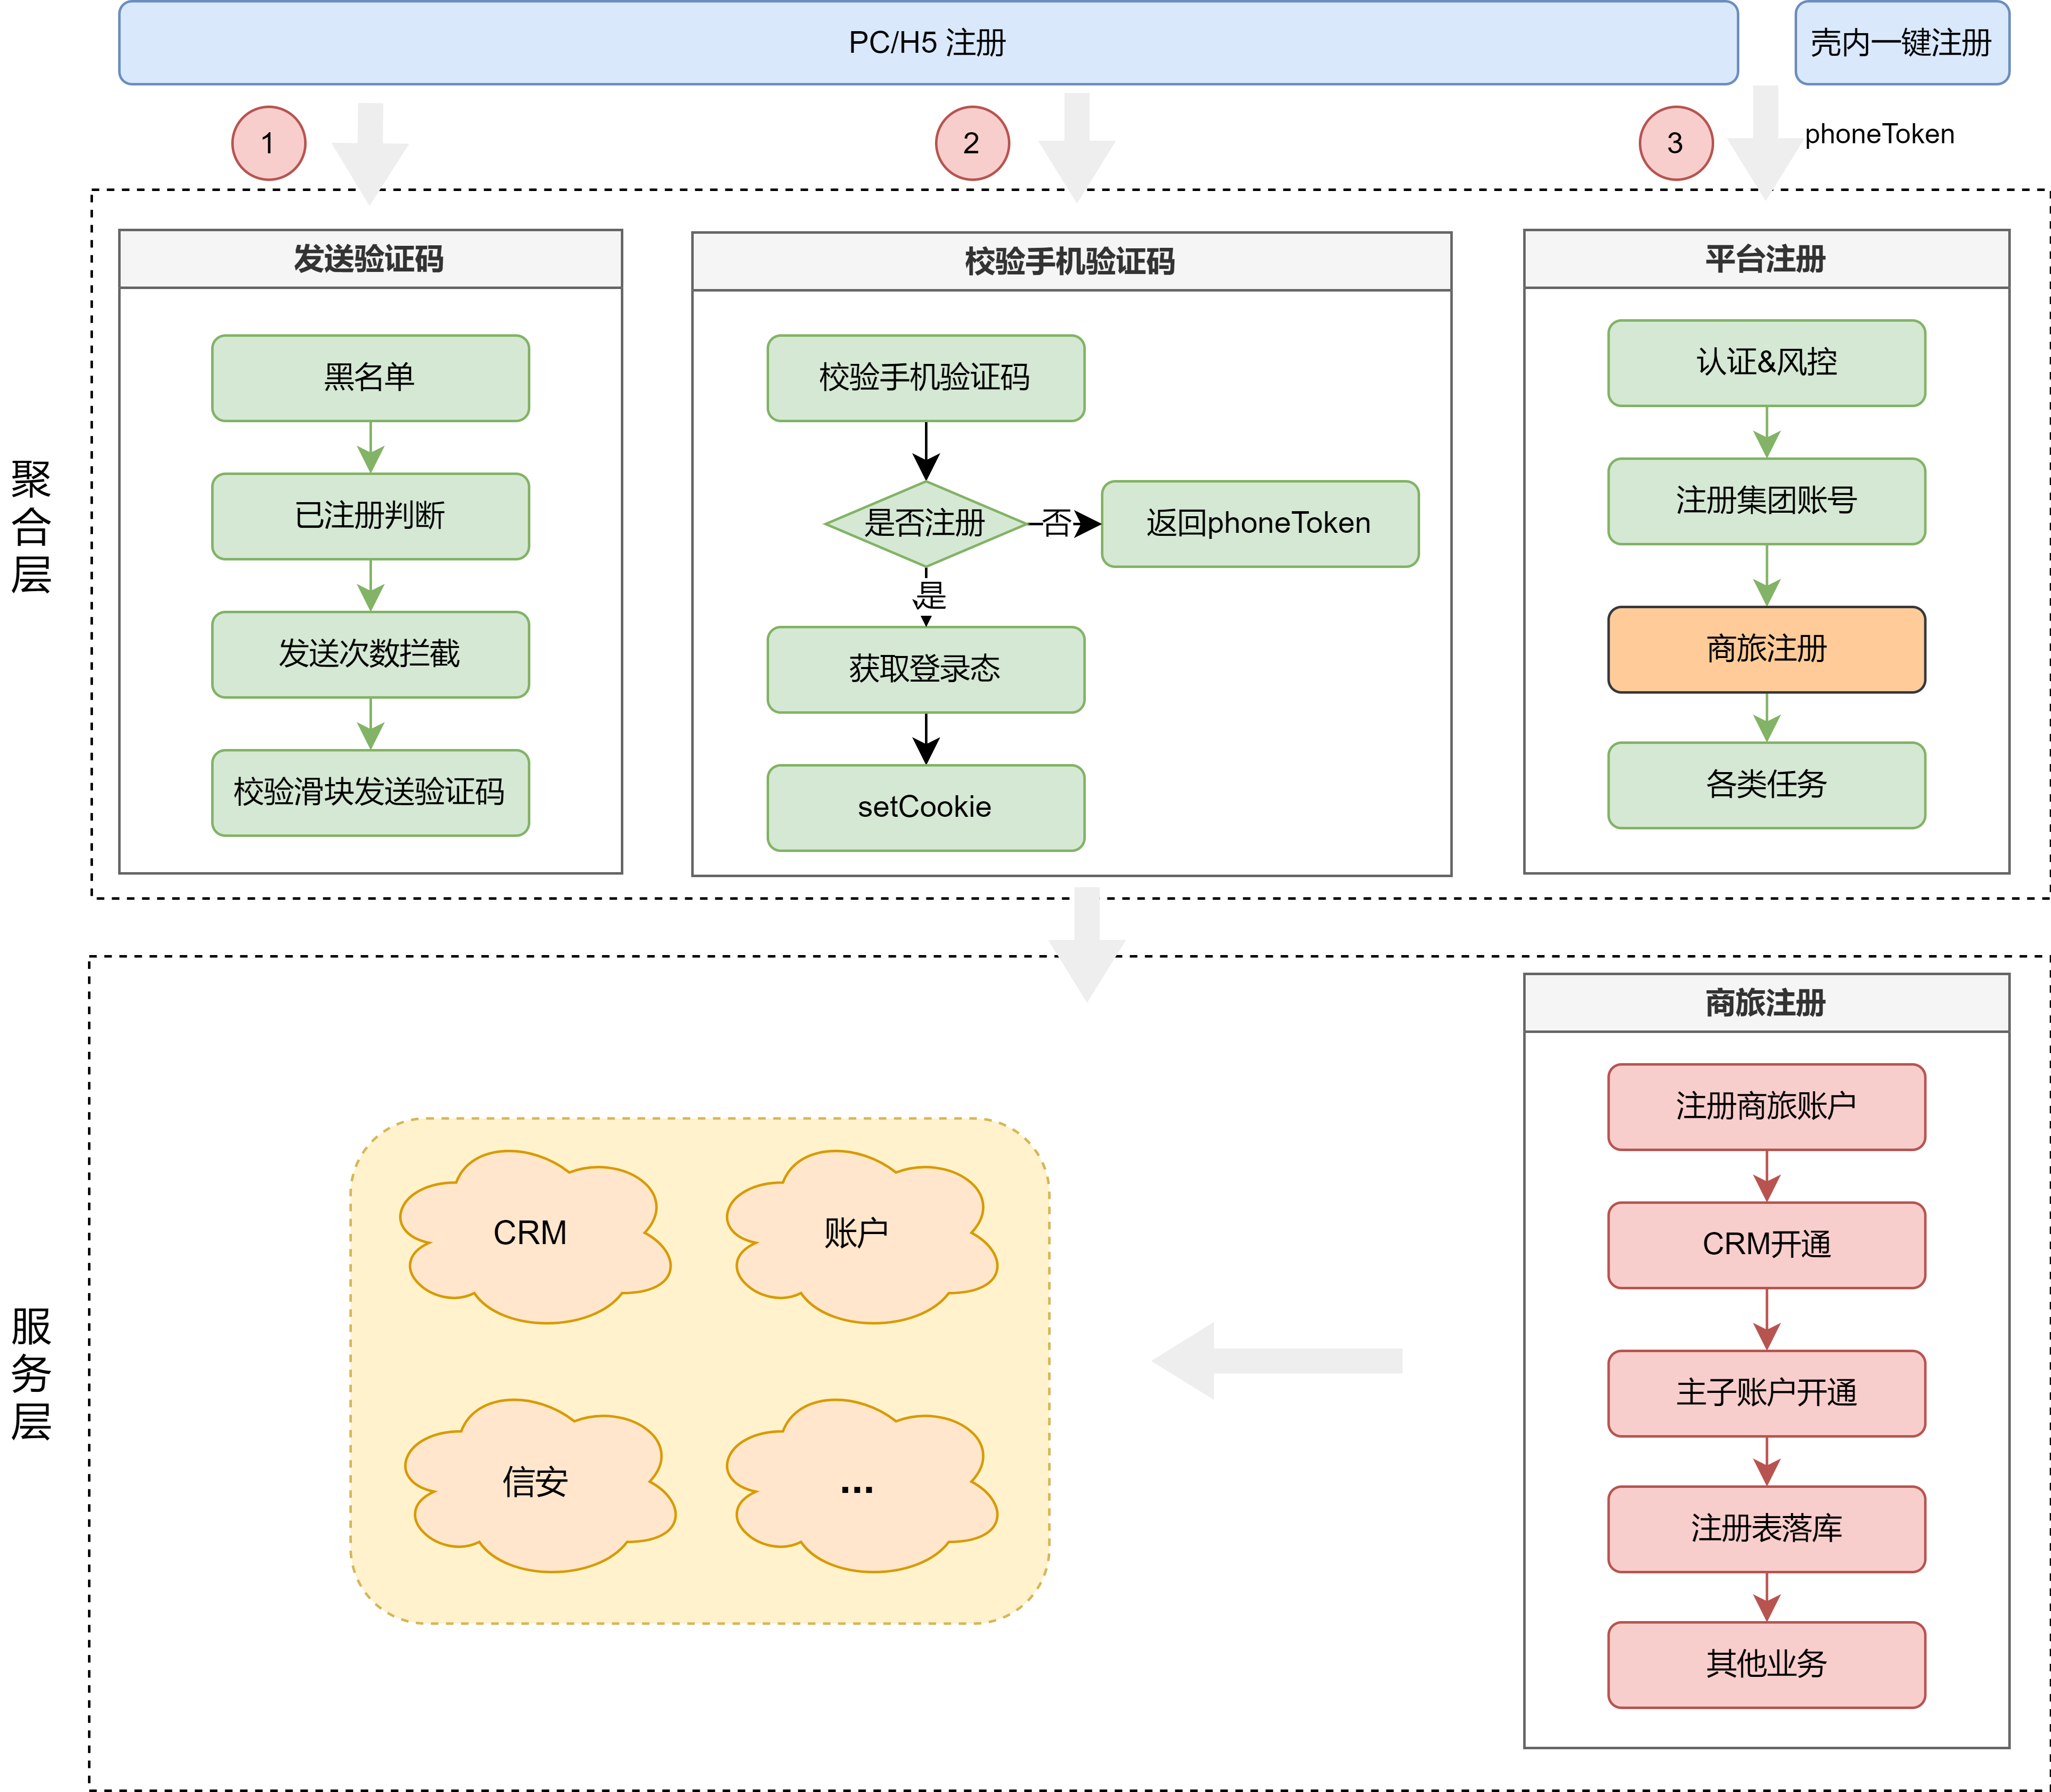 PC/H5 注册
壳内一键注册
1
2
3
phoneToken
聚合层
发送验证码
黑名单
已注册判断
发送次数拦截
校验滑块发送验证码
校验手机验证码
校验手机验证码
是否注册
否
返回phoneToken
是
获取登录态
setCookie
平台注册
认证&风控
注册集团账号
商旅注册
各类任务
服务层
CRM
账户
信安
...
商旅注册
注册商旅账户
CRM开通
主子账户开通
注册表落库
其他业务